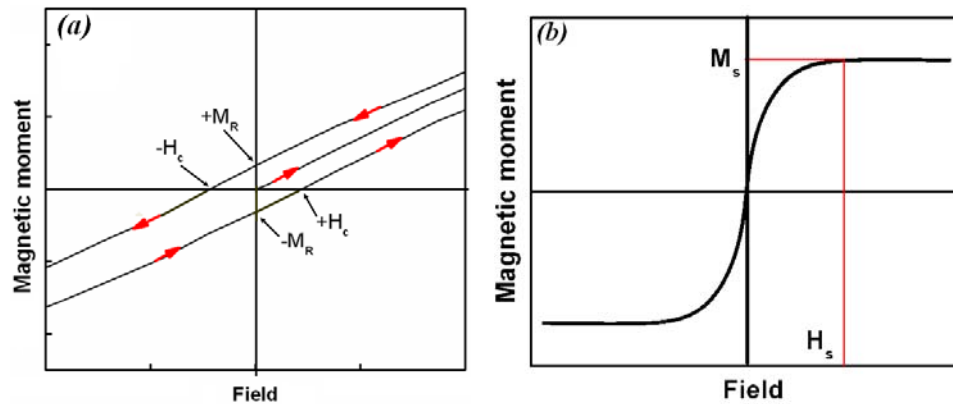 (a)
+M_R
-H_c
+H_c
-M_R
Magnetic moment
Field
(b)
M_s
H_s
Magnetic moment
Field